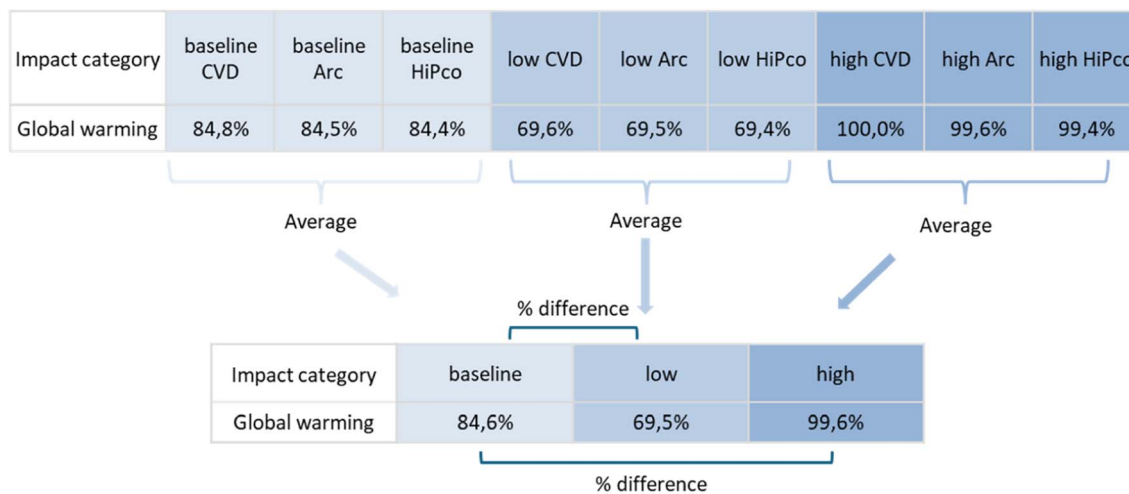 Impact category baseline CVD baseline Arc baseline HiPco low CVD low Arc low HiPco high CVD high Arc high HiPco
Global warming 84,8% 84,5% 84,4% 69,6% 69,5% 69,4% 100,0% 99,6% 99,4%
Average Average Average
% difference
Impact category baseline low high
Global warming 84,6% 69,5% 99,6%
% difference